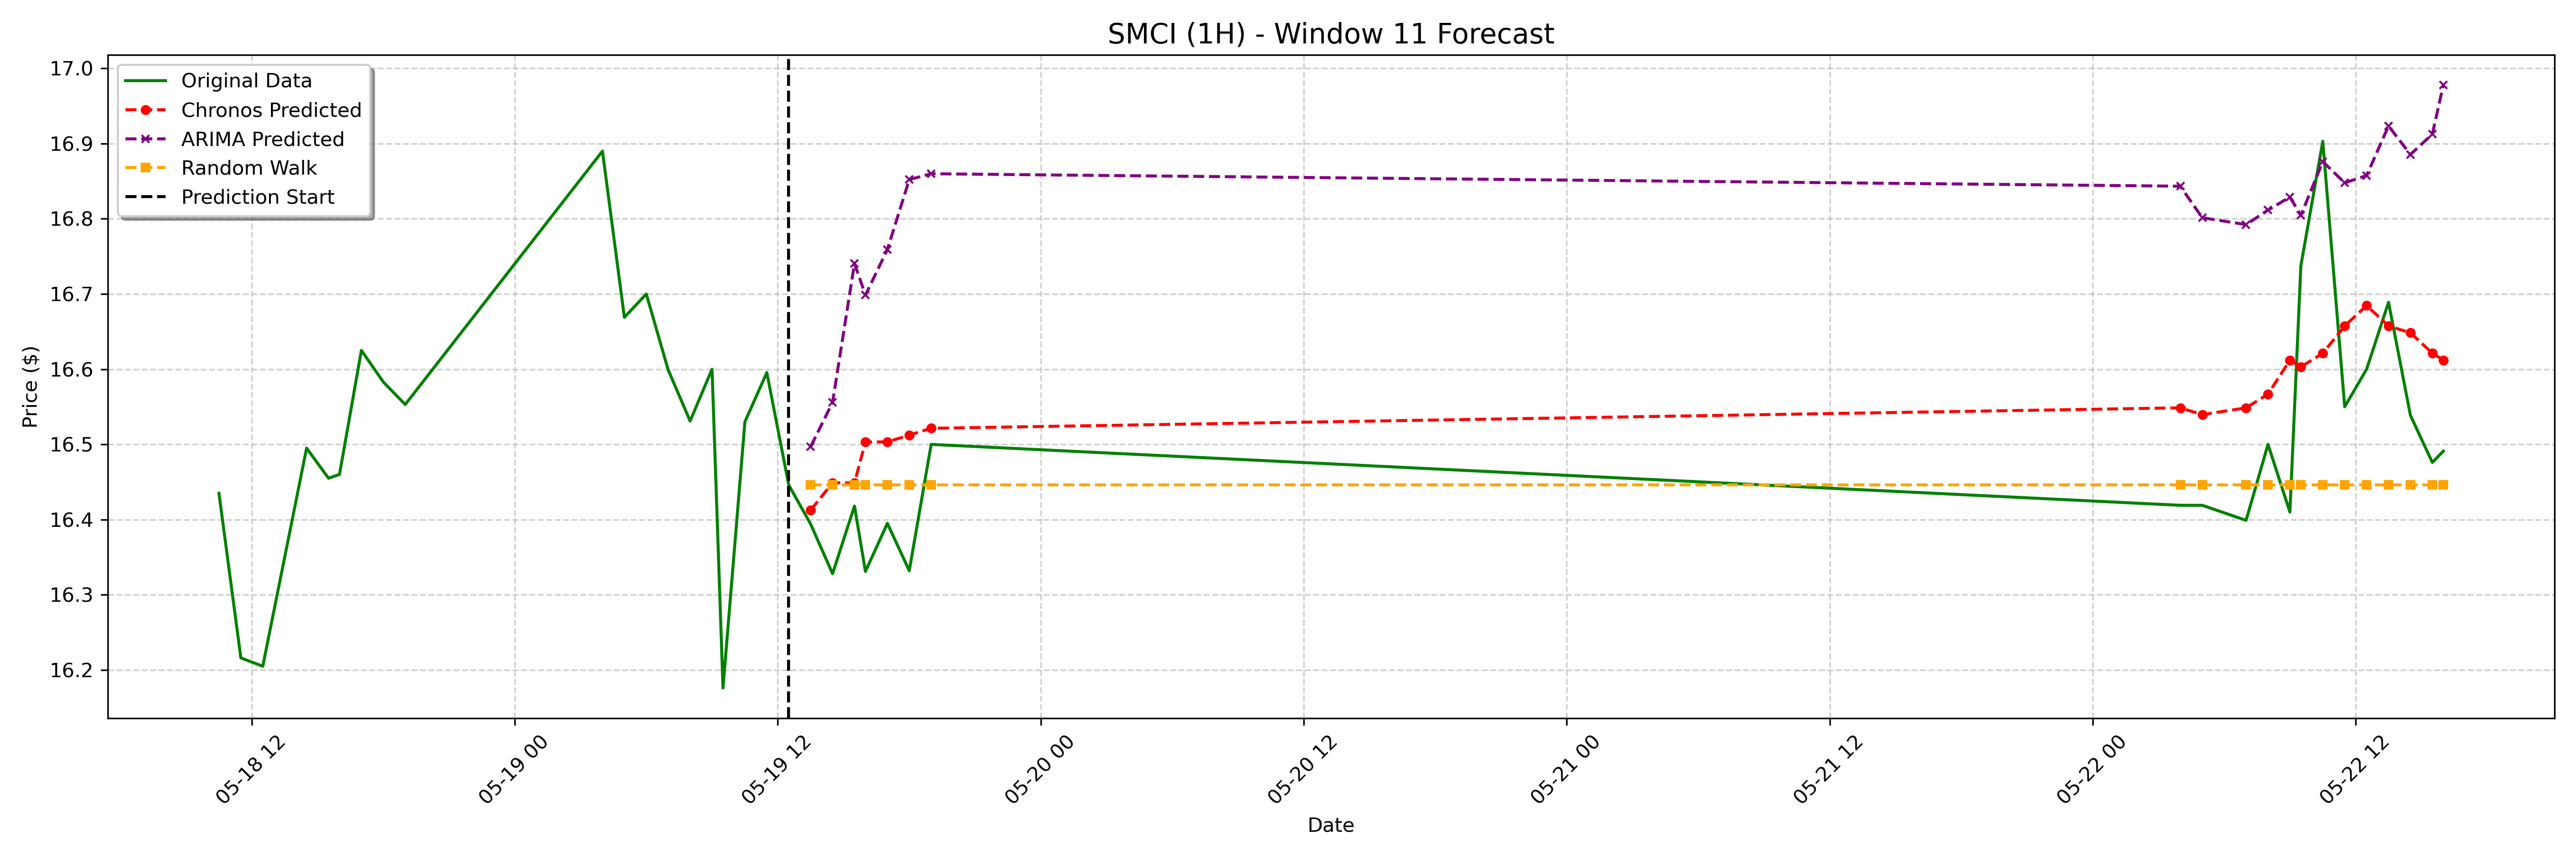 SMCI (1H) - Window 11 Forecast
Original Data
Chronos Predicted
ARIMA Predicted
Random Walk
Prediction Start
Price ($)
17.0
16.9
16.8
16.7
16.6
16.5
16.4
16.3
16.2
05-18 12
05-19 00
05-19 12
05-20 00
05-20 12
05-21 00
05-21 12
05-22 00
05-22 12
Date